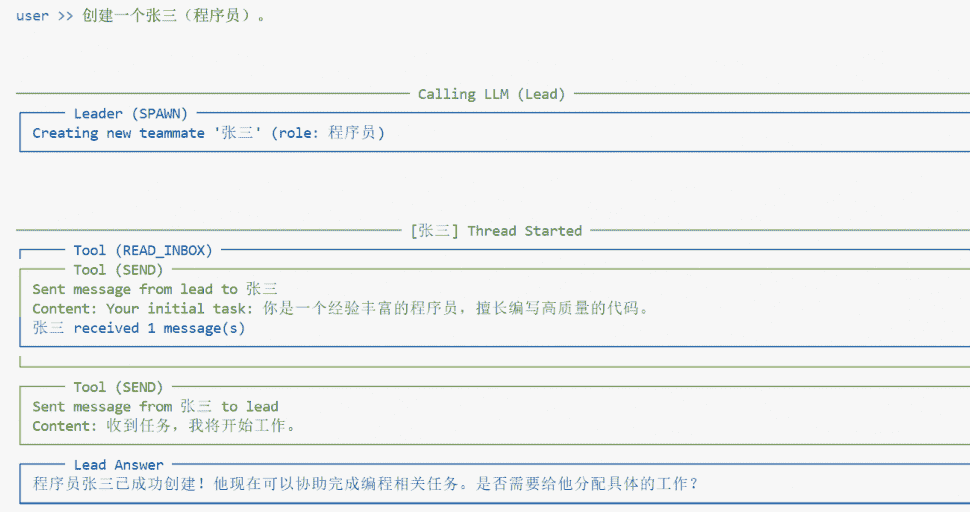 user >> 创建一个张三（程序员）。
Calling LLM (Lead)
Leader (SPAWN)
Creating new teammate '张三' (role: 程序员)
[张三] Thread Started
Tool (READ_INBOX)
Tool (SEND)
Sent message from lead to 张三
Content: Your initial task: 你是一个经验丰富的程序员，擅长编写高质量的代码。
张三 received 1 message(s)
Tool (SEND)
Sent message from 张三 to lead
Content: 收到任务，我将开始工作。
Lead Answer
程序员张三已成功创建！他现在可以协助完成编程相关任务。是否需要给他分配具体的工作？